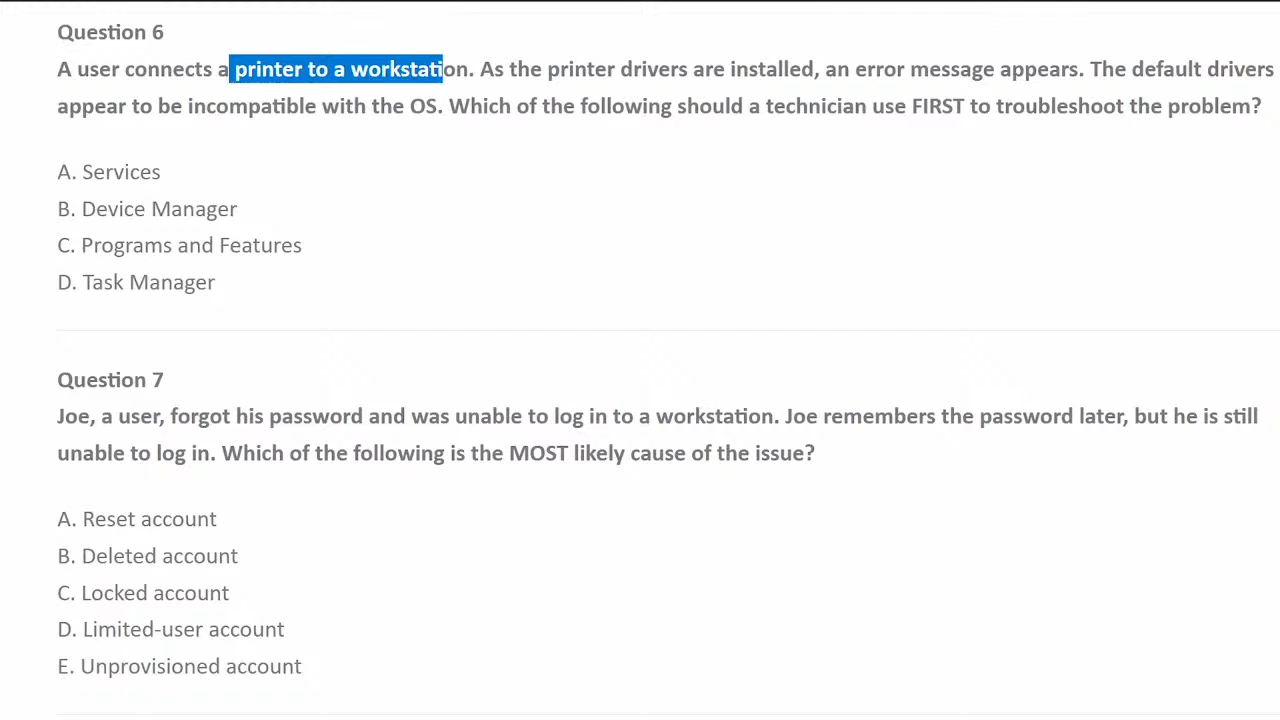 Question 6
A user connects a printer to a workstation. As the printer drivers are installed, an error message appears. The default drivers
appear to be incompatible with the OS. Which of the following should a technician use FIRST to troubleshoot the problem?
A. Services
B. Device Manager
C. Programs and Features
D. Task Manager
Question 7
Joe, a user, forgot his password and was unable to log in to a workstation. Joe remembers the password later, but he is still
unable to log in. Which of the following is the MOST likely cause of the issue?
A. Reset account
B. Deleted account
C. Locked account
D. Limited-user account
E. Unprovisioned account